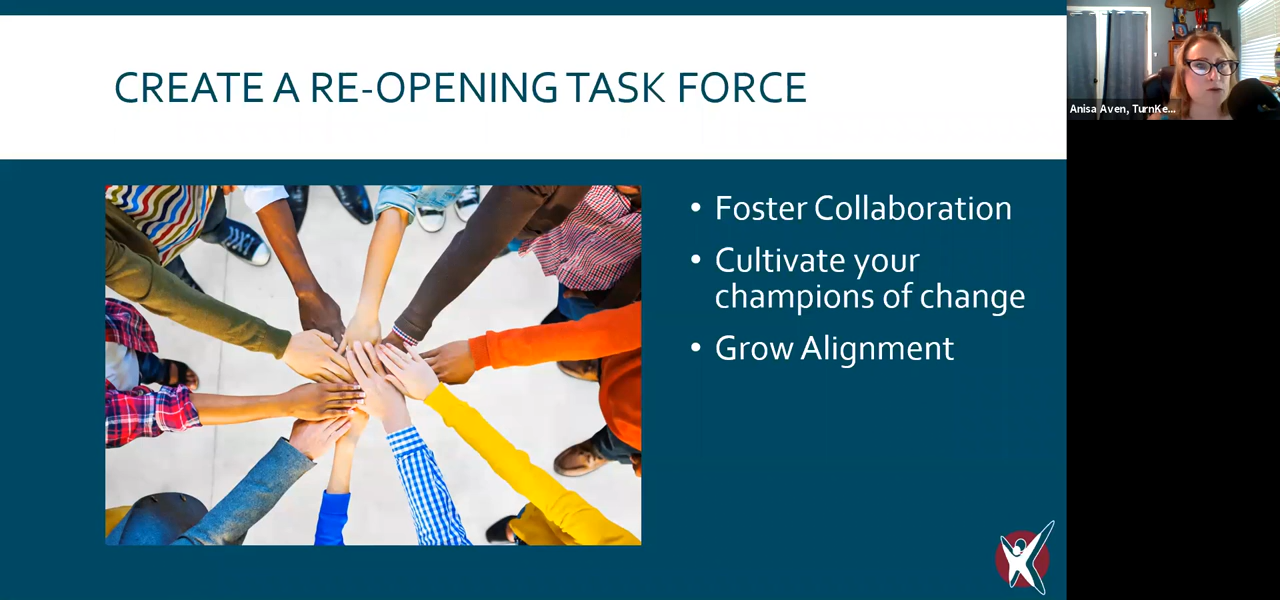 CREATE A RE-OPENING TASK FORCE
Anisa Aven, TurnKe...
• Foster Collaboration
• Cultivate your
champions of change
• Grow Alignment